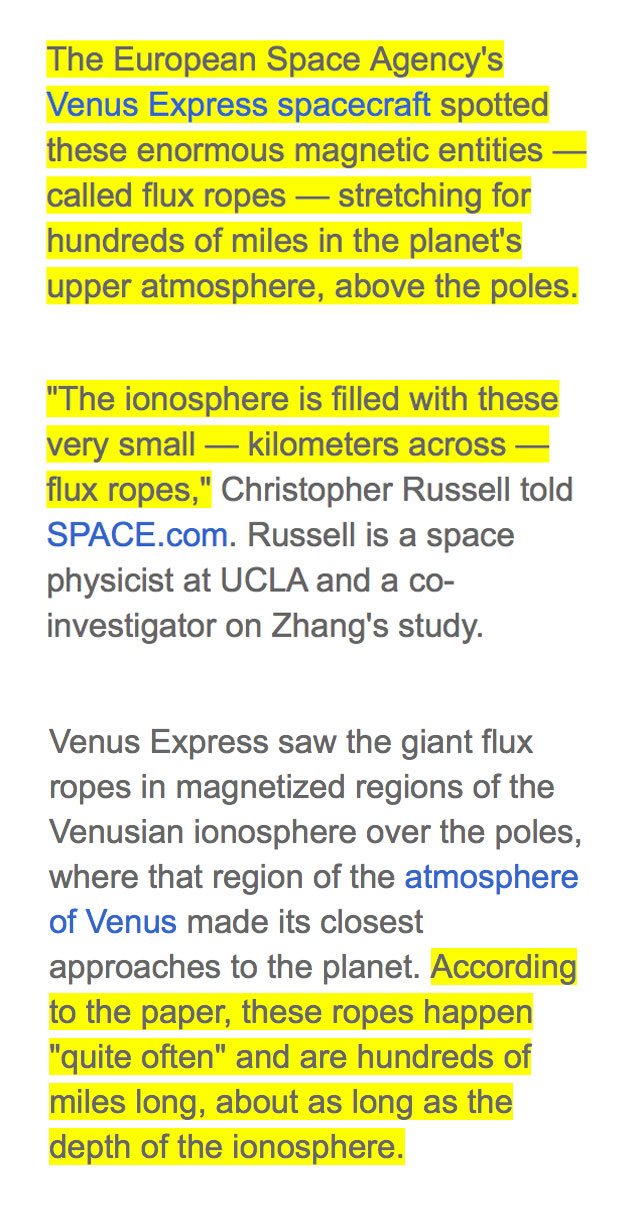 The European Space Agency's
Venus Express spacecraft spotted
these enormous magnetic entities —
called flux ropes — stretching for
hundreds of miles in the planet's
upper atmosphere, above the poles.
"The ionosphere is filled with these
very small — kilometers across —
flux ropes," Christopher Russell told
SPACE.com. Russell is a space
physicist at UCLA and a co-
investigator on Zhang's study.
Venus Express saw the giant flux
ropes in magnetized regions of the
Venusian ionosphere over the poles,
where that region of the atmosphere
of Venus made its closest
approaches to the planet. According
to the paper, these ropes happen
"quite often" and are hundreds of
miles long, about as long as the
depth of the ionosphere.